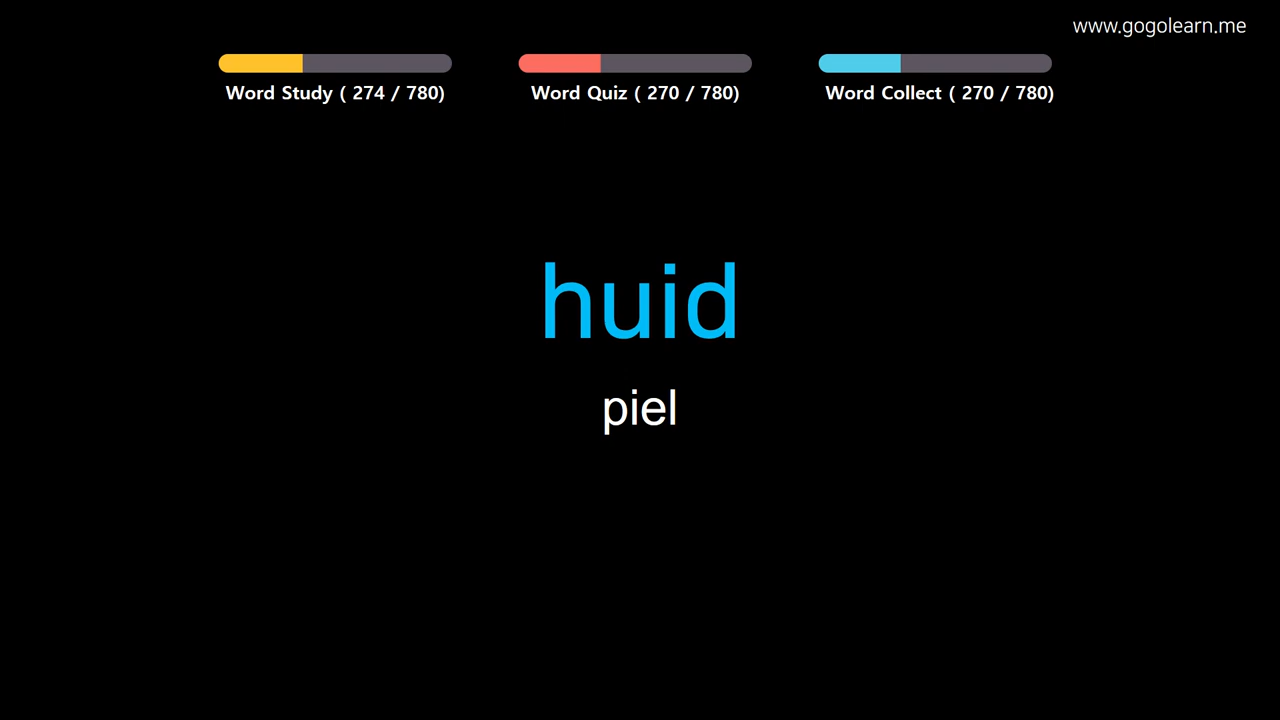 www.gogolearn.me
Word Study ( 274 / 780)
Word Quiz ( 270 / 780)
Word Collect ( 270 / 780)
huid
piel